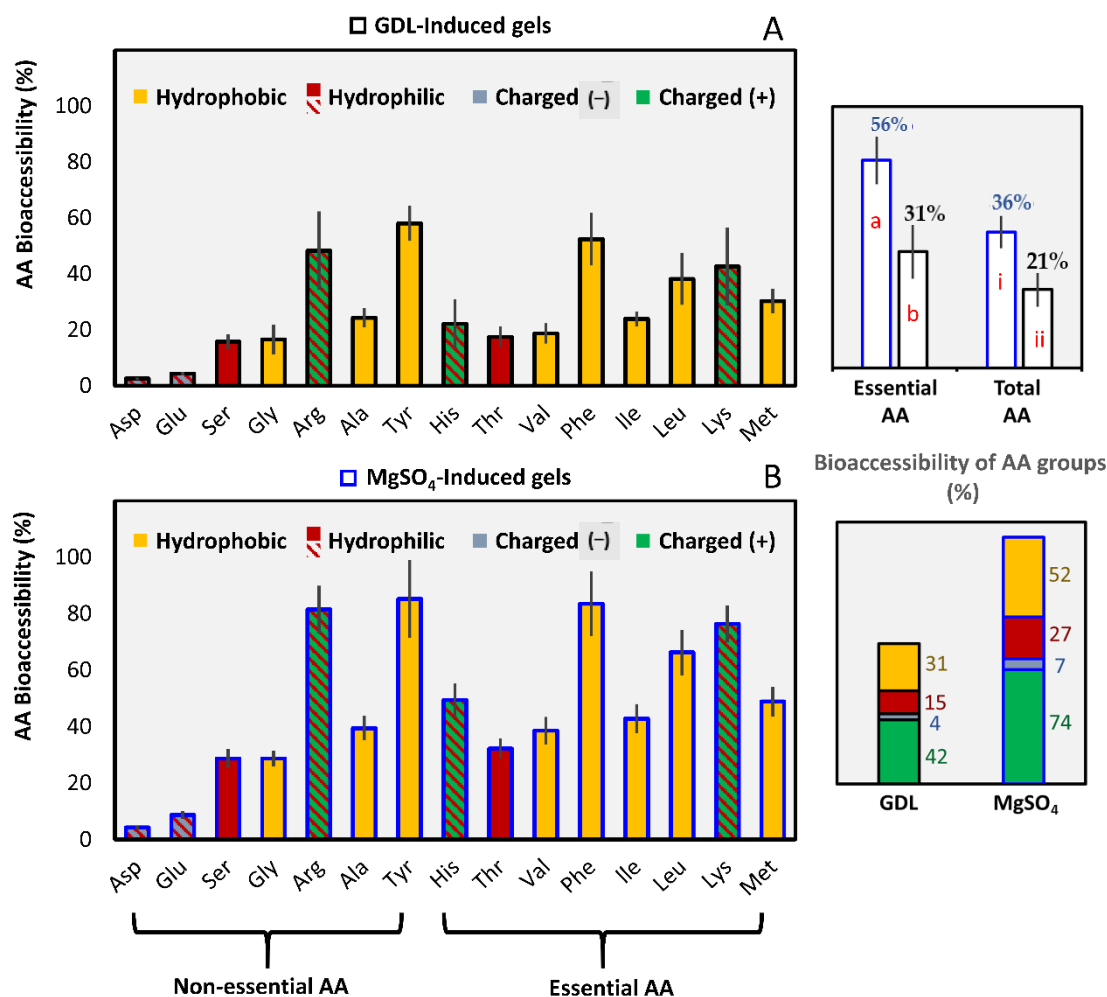 GDL-Induced gels
A
AA Bioaccessibility (%)
100
80
60
40
20
0
Hydrophobic
Hydrophilic
Charged (−)
Charged (+)
Asp
Glu
Ser
Gly
Arg
Ala
Tyr
His
Thr
Val
Phe
Ile
Leu
Lys
Met
56%
a
31%
b
36%
i
21%
ii
Essential
AA
Total
AA
MgSO₄-Induced gels
B
AA Bioaccessibility (%)
100
80
60
40
20
0
Hydrophobic
Hydrophilic
Charged (−)
Charged (+)
Asp
Glu
Ser
Gly
Arg
Ala
Tyr
His
Thr
Val
Phe
Ile
Leu
Lys
Met
Non-essential AA
Essential AA
Bioaccessibility of AA groups
(%)
31
15
4
42
52
27
7
74
GDL
MgSO₄